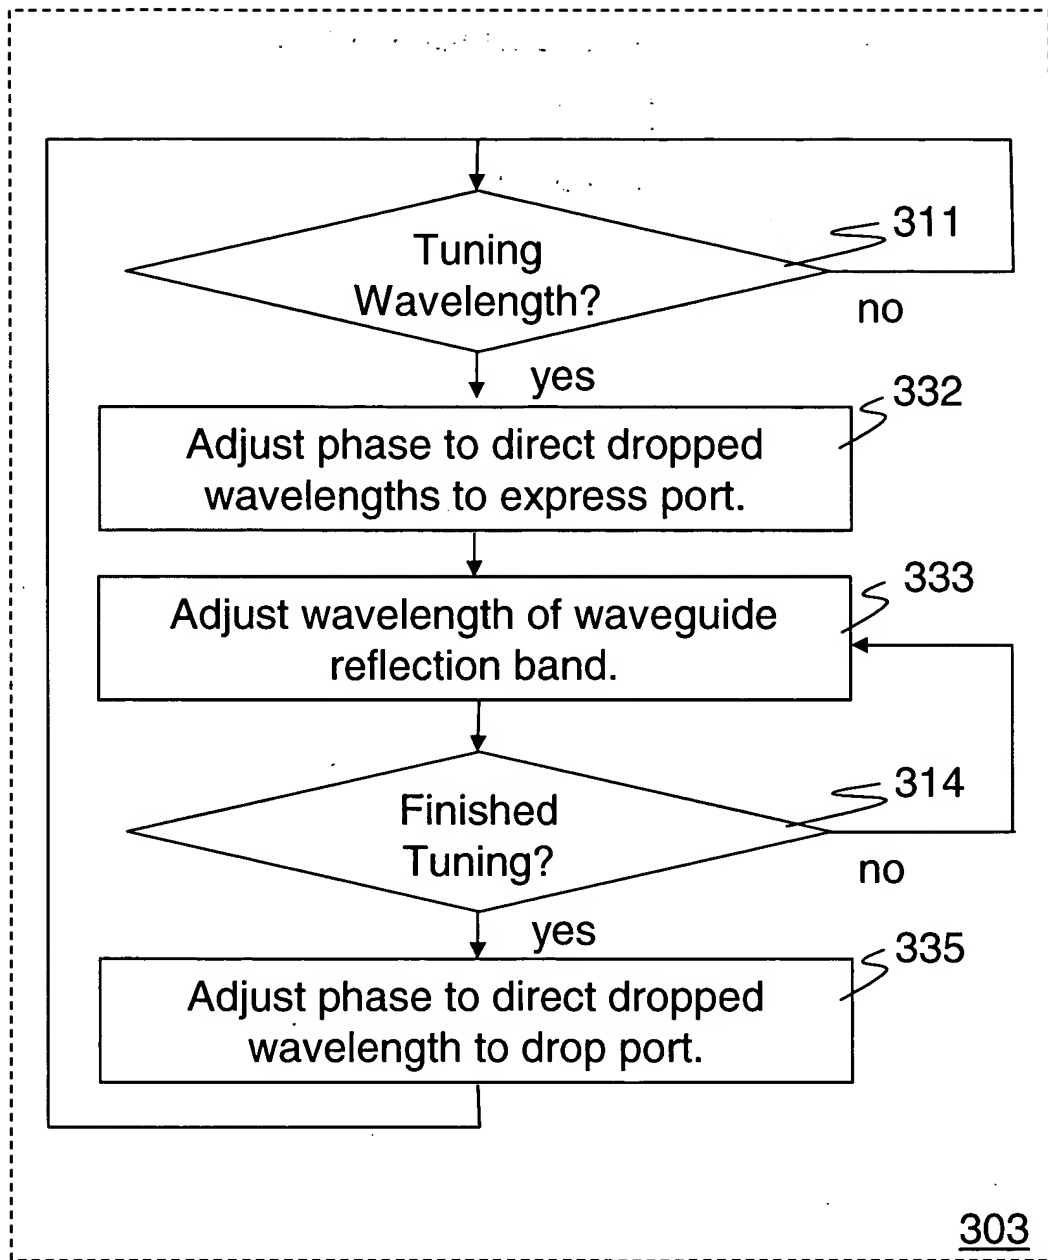 311
Tuning
Wavelength?
no
yes
332
Adjust phase to direct dropped
wavelengths to express port.
333
Adjust wavelength of waveguide
reflection band.
314
Finished
Tuning?
no
yes
335
Adjust phase to direct dropped
wavelength to drop port.
303